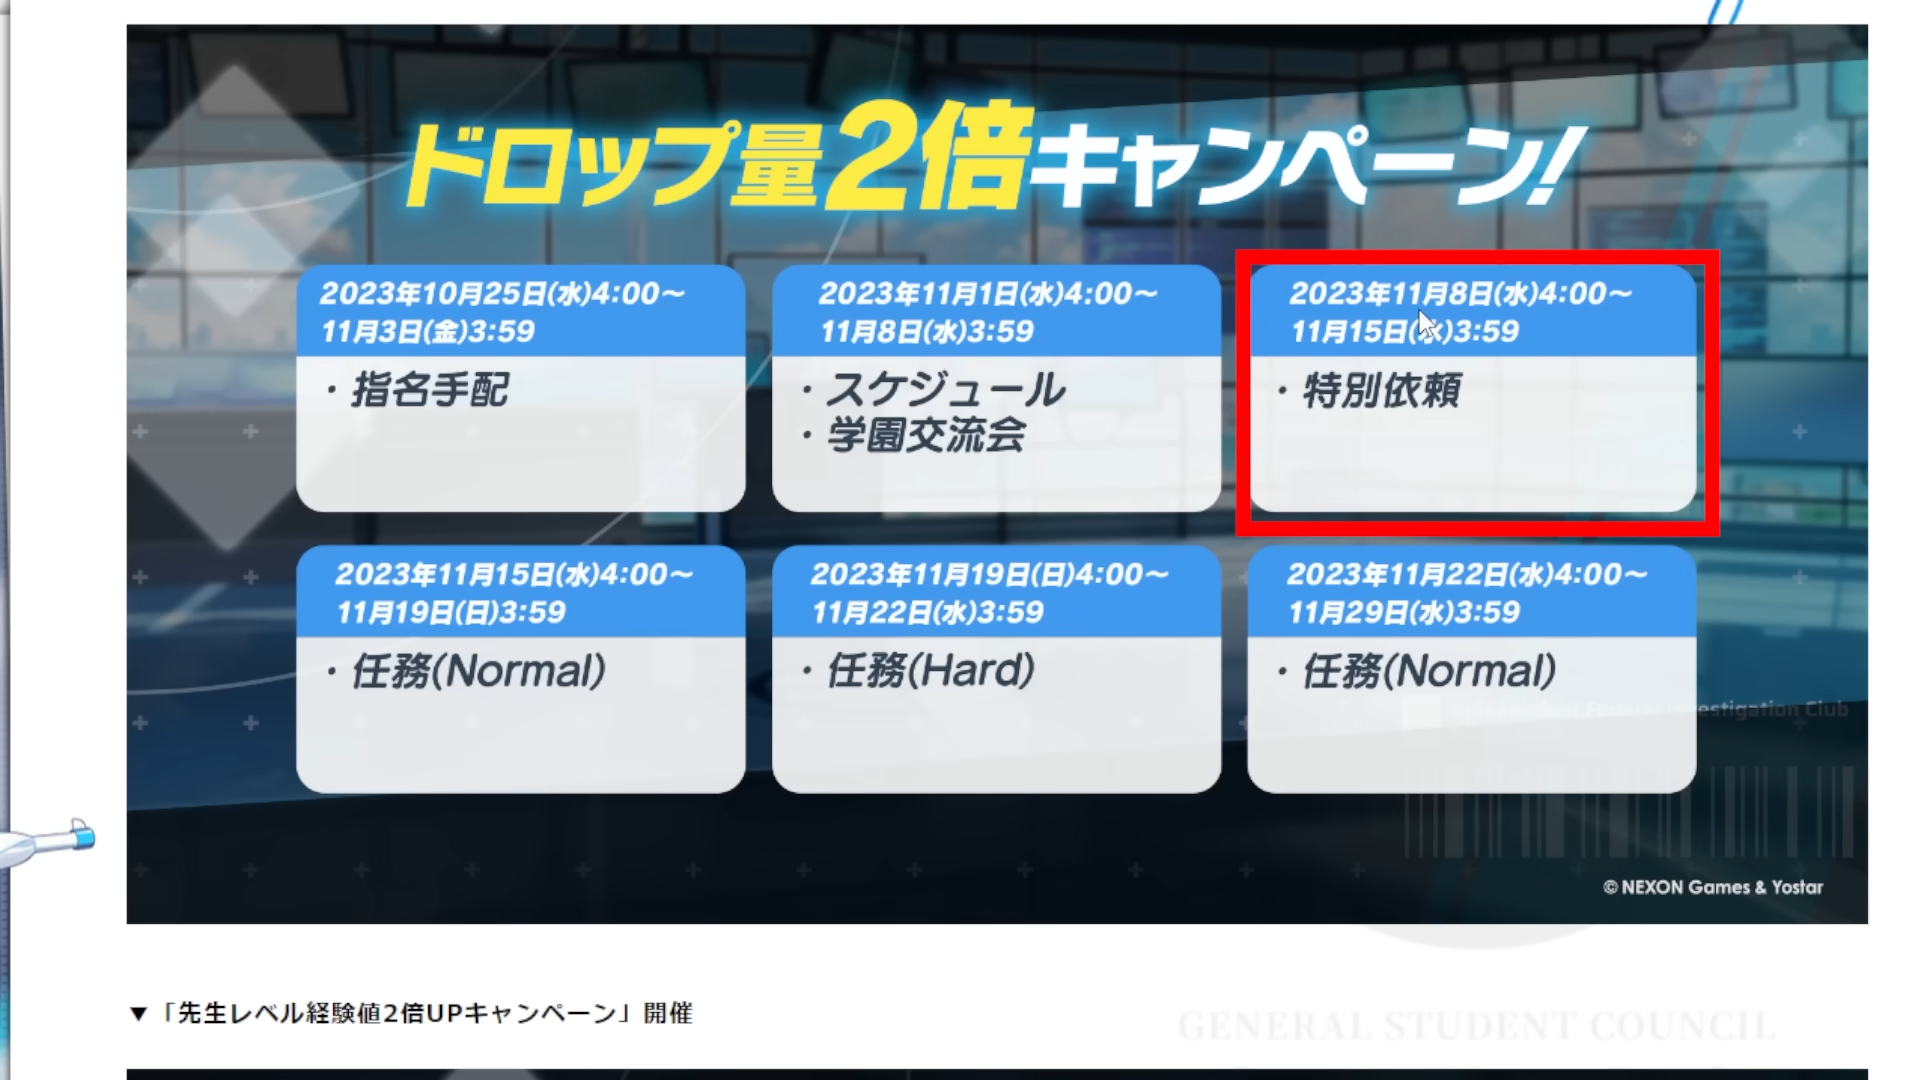 ドロップ量2倍キャンペーン!
2023年10月25日(水)4:00～
11月3日(金)3:59
・指名手配
2023年11月1日(水)4:00～
11月8日(水)3:59
・スケジュール
・学園交流会
2023年11月8日(水)4:00～
11月15日(水)3:59
・特別依頼
2023年11月15日(水)4:00～
11月19日(日)3:59
・任務(Normal)
2023年11月19日(日)4:00～
11月22日(水)3:59
・任務(Hard)
2023年11月22日(水)4:00～
11月29日(水)3:59
・任務(Normal)
Investigation Club
© NEXON Games & Yostar
▼「先生レベル経験値2倍UPキャンペーン」開催
GENERAL STUDENT COUNCIL